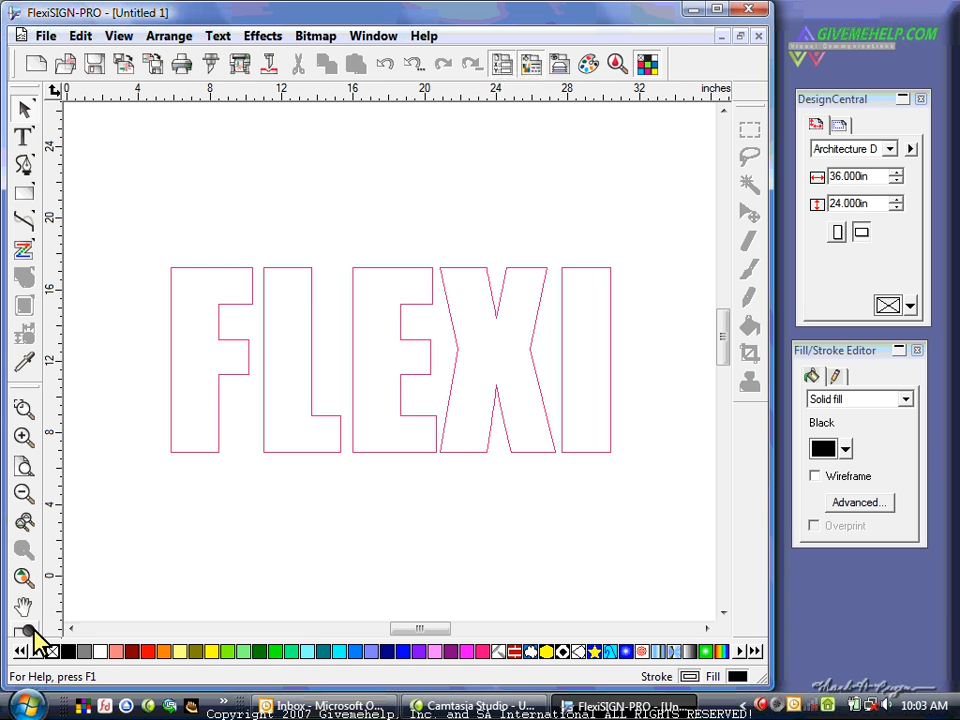 FlexiSIGN-PRO - [Untitled 1]
File Edit View Arrange Text Effects Bitmap Window Help
0 4 8 12 16 20 24 28 32 inches
24
20
16
12
8
4
0
FLEXI
GIVEMEHELP.COM
Visual Communications
DesignCentral
Architecture D
36.000in
24.000in
Fill/Stroke Editor
Solid fill
Black
Wireframe
Advanced...
Overprint
For Help, press F1
Stroke Fill
Inbox - Microsoft O...
Camtasia Studio - U...
FlexiSIGN-PRO - [Un...
10:03 AM
Copyright 2007 Givemehelp, Inc. and SA International ALL RIGHTS RESERVED!